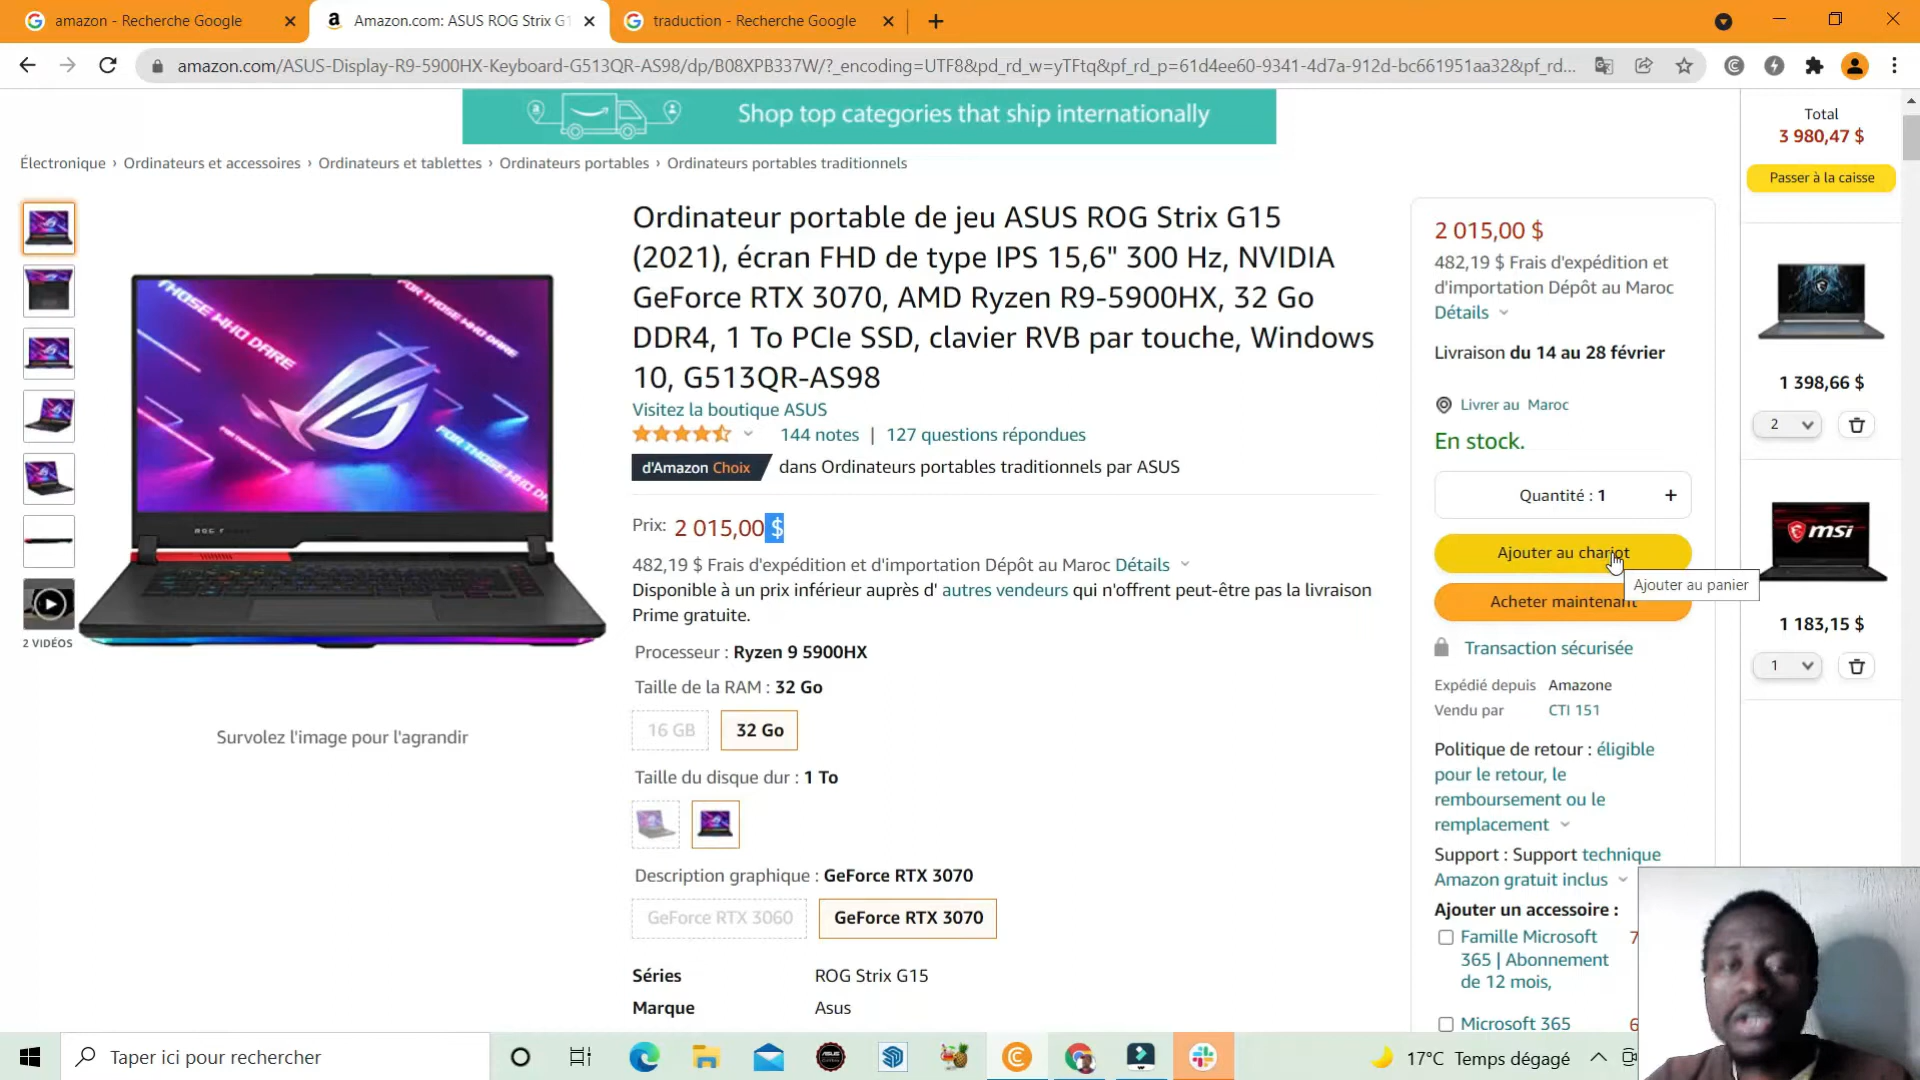 amazon - Recherche Google
Amazon.com: ASUS ROG Strix G1
traduction - Recherche Google
amazon.com/ASUS-Display-R9-5900HX-Keyboard-G513QR-AS98/dp/B08XPB337W/?_encoding=UTF8&pd_rd_w=yTFtq&pf_rd_p=61d4ee60-9341-4d7a-912d-bc661951aa32&pf_rd...
Shop top categories that ship internationally
Électronique › Ordinateurs et accessoires › Ordinateurs et tablettes › Ordinateurs portables › Ordinateurs portables traditionnels
THOSE WHO DARE
FOR THOSE WHO DARE
2 VIDÉOS
Survolez l'image pour l'agrandir
Ordinateur portable de jeu ASUS ROG Strix G15
(2021), écran FHD de type IPS 15,6" 300 Hz, NVIDIA
GeForce RTX 3070, AMD Ryzen R9-5900HX, 32 Go
DDR4, 1 To PCIe SSD, clavier RVB par touche, Windows
10, G513QR-AS98
Visitez la boutique ASUS
144 notes | 127 questions répondues
d'Amazon Choix dans Ordinateurs portables traditionnels par ASUS
Prix: 2 015,00 $
482,19 $ Frais d'expédition et d'importation Dépôt au Maroc Détails
Disponible à un prix inférieur auprès d' autres vendeurs qui n'offrent peut-être pas la livraison
Prime gratuite.
Processeur : Ryzen 9 5900HX
Taille de la RAM : 32 Go
16 GB 32 Go
Taille du disque dur : 1 To
Description graphique : GeForce RTX 3070
GeForce RTX 3060 GeForce RTX 3070
Séries ROG Strix G15
Marque Asus
2 015,00 $
482,19 $ Frais d'expédition et
d'importation Dépôt au Maroc
Détails
Livraison du 14 au 28 février
Livrer au Maroc
En stock.
Quantité : 1 +
Ajouter au chariot
Ajouter au panier
Acheter maintenant
Transaction sécurisée
Expédié depuis Amazone
Vendu par CTI 151
Politique de retour : éligible
pour le retour, le
remboursement ou le
remplacement
Support : Support technique
Amazon gratuit inclus
Ajouter un accessoire :
Famille Microsoft 7
365 | Abonnement
de 12 mois,
Microsoft 365 6
Total
3 980,47 $
Passer à la caisse
1 398,66 $
2
msi
1 183,15 $
1
Taper ici pour rechercher
17°C Temps dégagé